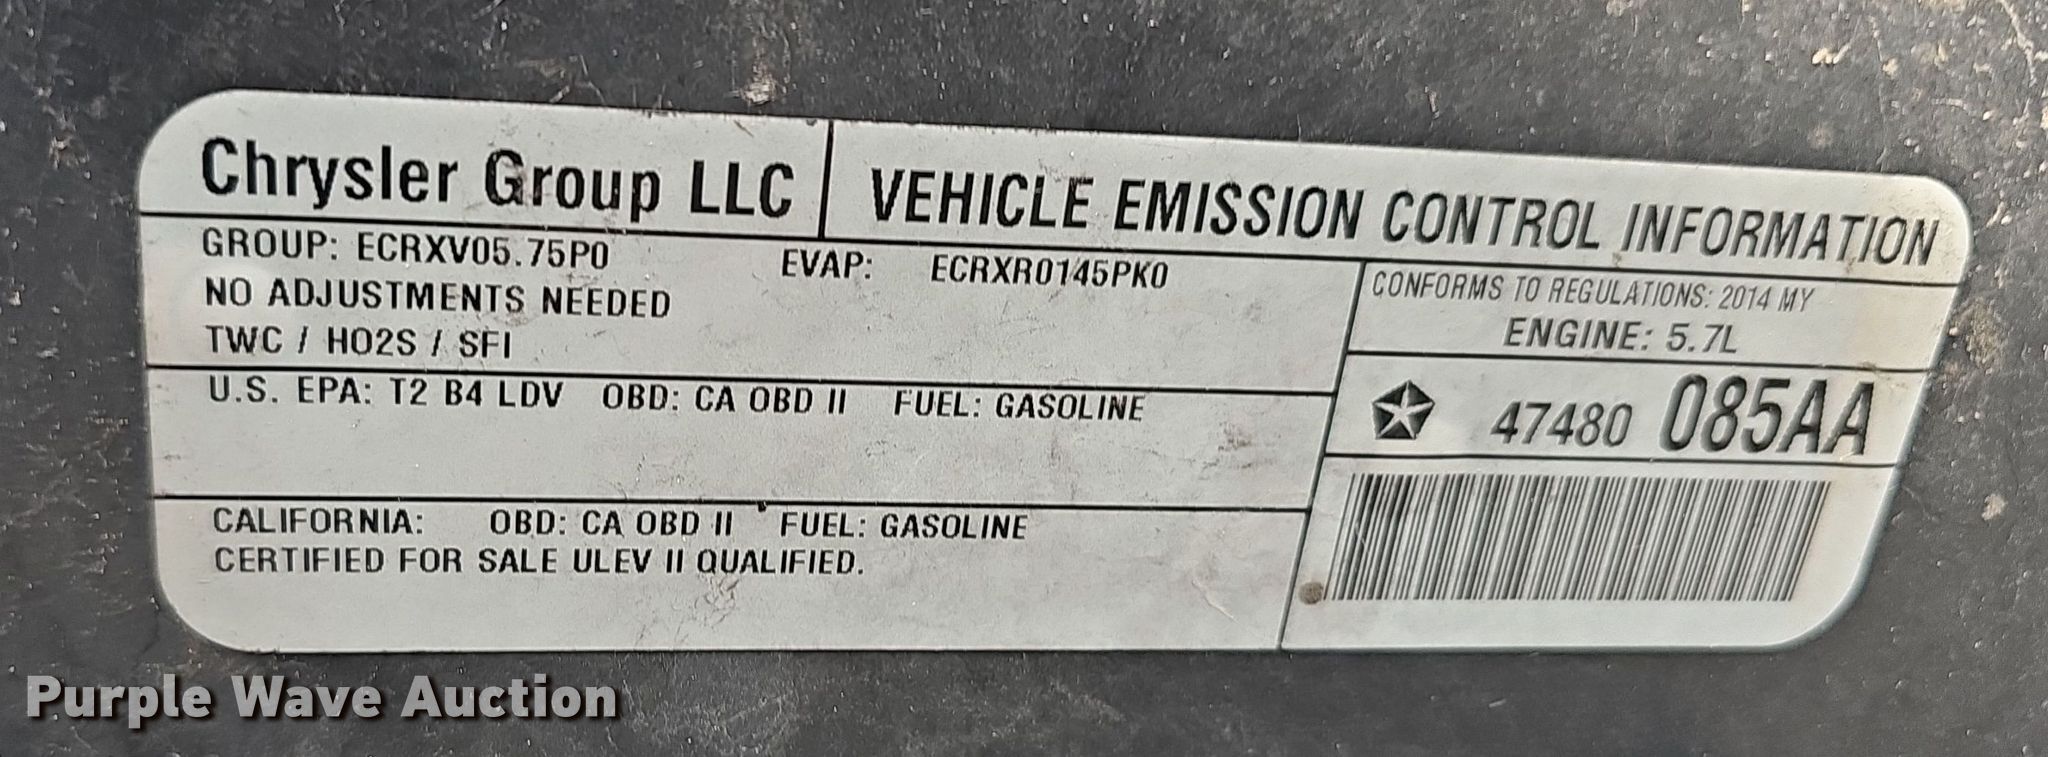 Chrysler Group LLC
VEHICLE EMISSION CONTROL INFORMATION
GROUP: ECRXV05.75P0
EVAP: ECRXR0145PK0
NO ADJUSTMENTS NEEDED
TWC / HO2S / SFI
CONFORMS TO REGULATIONS: 2014 MY
ENGINE: 5.7L
U.S. EPA: T2 B4 LDV OBD: CA OBD II FUEL: GASOLINE
47480 085AA
CALIFORNIA: OBD: CA OBD II FUEL: GASOLINE
CERTIFIED FOR SALE ULEV II QUALIFIED.
Purple Wave Auction